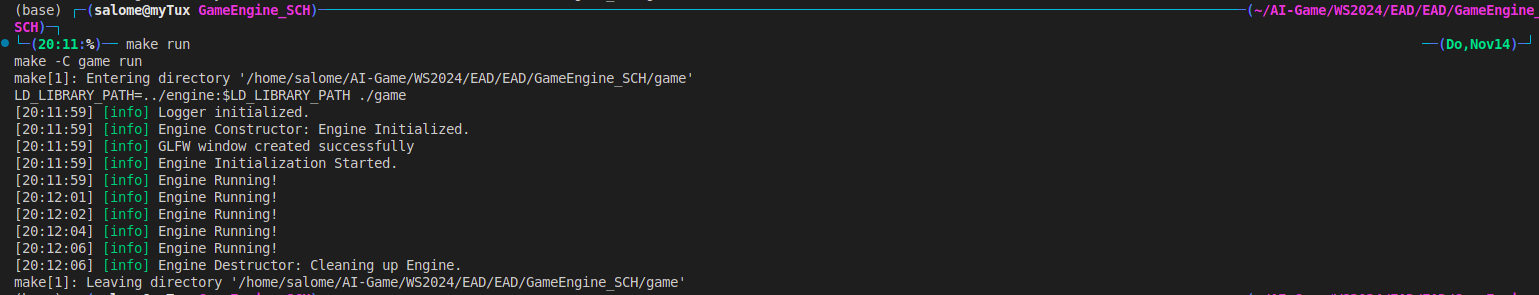 (base) ┌─(salome@myTux GameEngine_SCH)────(~/AI-Game/WS2024/EAD/EAD/GameEngine_
SCH)─┐
└─(20:11:%)── make run ──(Do,Nov14)─┘
make -C game run
make[1]: Entering directory '/home/salome/AI-Game/WS2024/EAD/EAD/GameEngine_SCH/game'
LD_LIBRARY_PATH=../engine:$LD_LIBRARY_PATH ./game
[20:11:59] [info] Logger initialized.
[20:11:59] [info] Engine Constructor: Engine Initialized.
[20:11:59] [info] GLFW window created successfully
[20:11:59] [info] Engine Initialization Started.
[20:11:59] [info] Engine Running!
[20:12:01] [info] Engine Running!
[20:12:02] [info] Engine Running!
[20:12:04] [info] Engine Running!
[20:12:06] [info] Engine Running!
[20:12:06] [info] Engine Destructor: Cleaning up Engine.
make[1]: Leaving directory '/home/salome/AI-Game/WS2024/EAD/EAD/GameEngine_SCH/game'